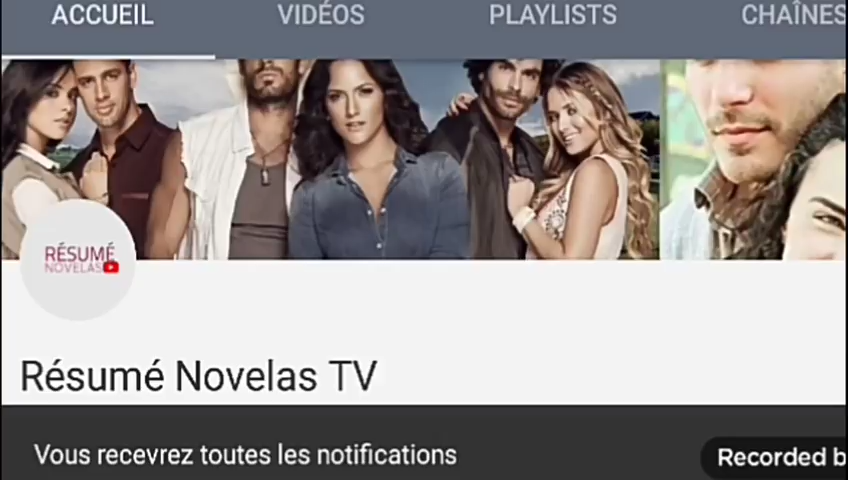 ACCUEIL VIDÉOS PLAYLISTS CHAÎNES
RÉSUMÉ
NOVELAS
Résumé Novelas TV
Vous recevrez toutes les notifications
Recorded b